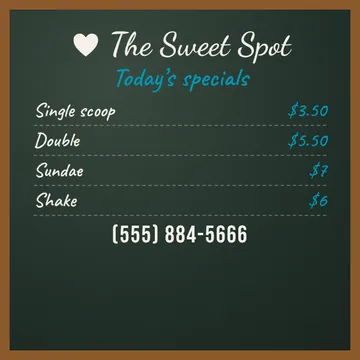 The Sweet Spot
Today's specials
Single scoop $3.50
Double $5.50
Sundae $7
Shake $6
(555) 884-5666